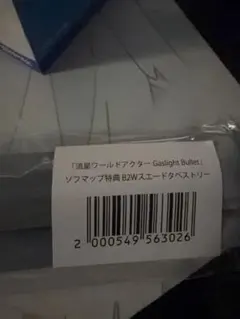 「流星ワールドアクター Gaslight Bullet」
ソフマップ特典 B2Wスエードタペストリー
2 000549 563026